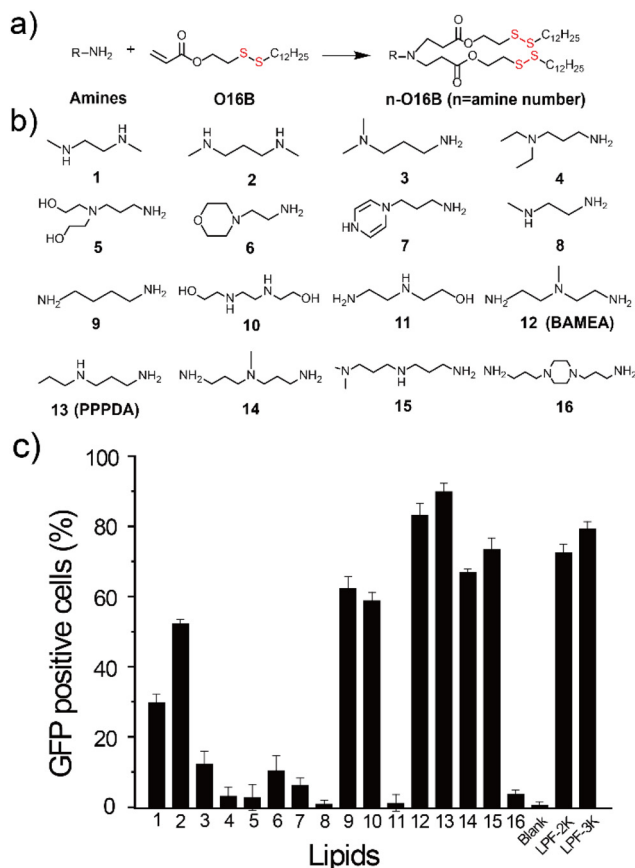 a)
R-NH2 + O O S S C12H25 R-N O O S S C12H25 O O S S C12H25
Amines O16B n-O16B (n=amine number)
b)
H N N H
H N H N
N NH2
N NH2
1 2 3 4
HO N NH2 HO
O N NH2
HN N NH2
N H NH2
5 6 7 8
NH2 NH2
HO N H H N OH
H2N H N OH
NH2 N NH2
9 10 11 12 (BAMEA)
H N NH2
NH2 N NH2
N N H NH2
NH2 N N NH2
13 (PPPDA) 14 15 16
c)
GFP positive cells (%)
100
80
60
40
20
0
1 2 3 4 5 6 7 8 9 10 11 12 13 14 15 16 Blank LPF-2K LPF-3K
Lipids